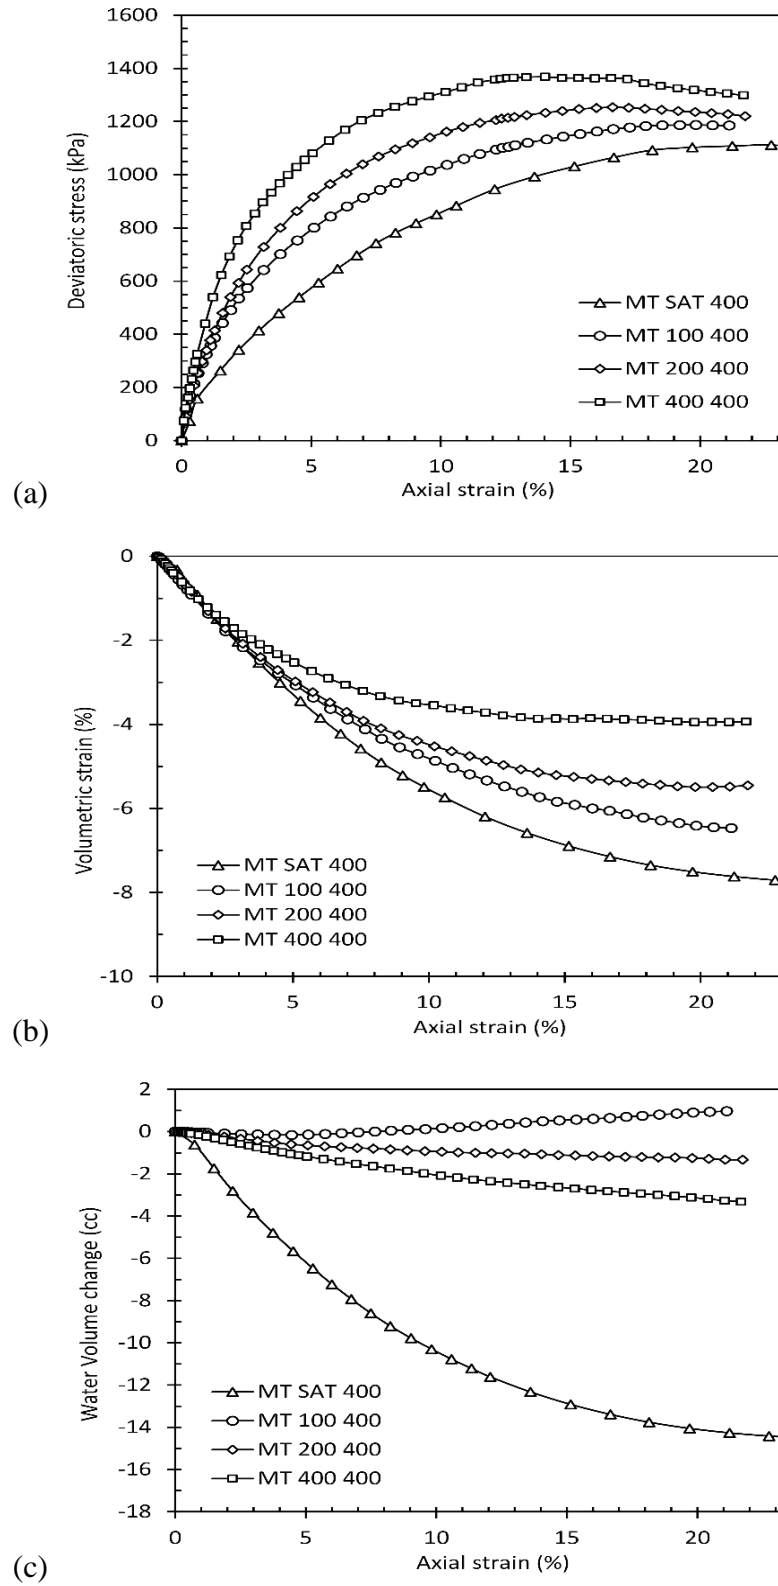 1600
1400
1200
1000
800
600
400
200
0
Deviatoric stress (kPa)
MT SAT 400
MT 100 400
MT 200 400
MT 400 400
0 5 10 15 20
Axial strain (%)
(a)
0
-2
-4
-6
-8
-10
Volumetric strain (%)
MT SAT 400
MT 100 400
MT 200 400
MT 400 400
0 5 10 15 20
Axial strain (%)
(b)
2
0
-2
-4
-6
-8
-10
-12
-14
-16
-18
Water Volume change (cc)
MT SAT 400
MT 100 400
MT 200 400
MT 400 400
0 5 10 15 20
Axial strain (%)
(c)